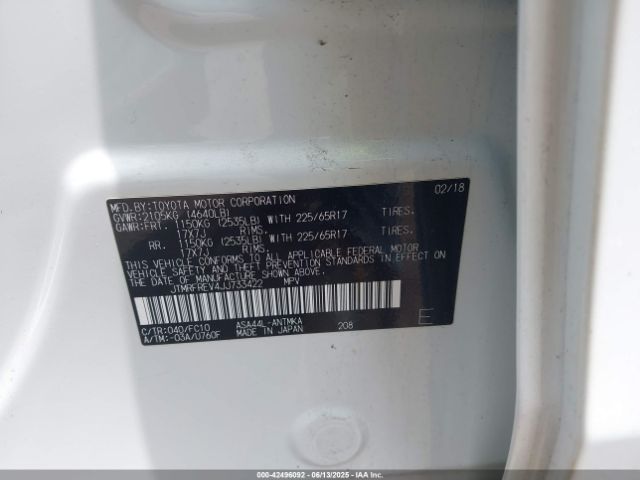 MFD.BY:TOYOTA MOTOR CORPORATION 02/18
GVWR:2105KG (4640LB)
GAWR:FRT. 1150KG (2535LB) WITH 225/65R17 TIRES.
17X7J RIMS.
RR. 1150KG (2535LB) WITH 225/65R17 TIRES.
17X7J RIMS.
THIS VEHICLE CONFORMS TO ALL APPLICABLE FEDERAL MOTOR
VEHICLE SAFETY AND BUMPER STANDARDS IN EFFECT ON
THE DATE OF MANUFACTURE SHOWN ABOVE.
JTMRFREV4JJ733422 MPV
C/TR:040/FC10 ASA44L-ANTMKA 208 E
A/TM:-03A/U760F MADE IN JAPAN
000-42496092 - 06/13/2025 - IAA Inc.